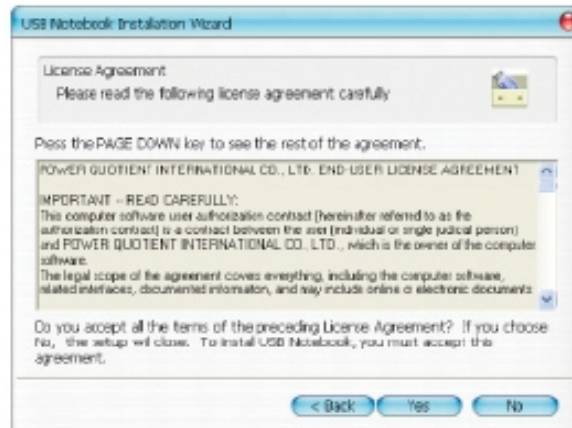 USB Notebook Instalation Wizard
License Agreement
Please read the following license agreement carefully
Press the PAGE DOWN key to see the rest of the agreement.
POWER QUOTIENT INTERNATIONAL CO., LTD. END-USER LICENSE AGREEMENT
IMPORTANT -- READ CAREFULLY:
This computer software user authorization contract [hereinafter referred to as the
authorization contract] is a contract between the user [individual or single judicial person]
and POWER QUOTIENT INTERNATIONAL CO., LTD., which is the owner of the computer
software.
The legal scope of the agreement covers everything, including the computer software,
related interfaces, documented information, and may include online or electronic documents
Do you accept all the terms of the preceding License Agreement? If you choose
No, the setup will close. To instal USB Notebook, you must accept this
agreement.
< Back
Yes
No